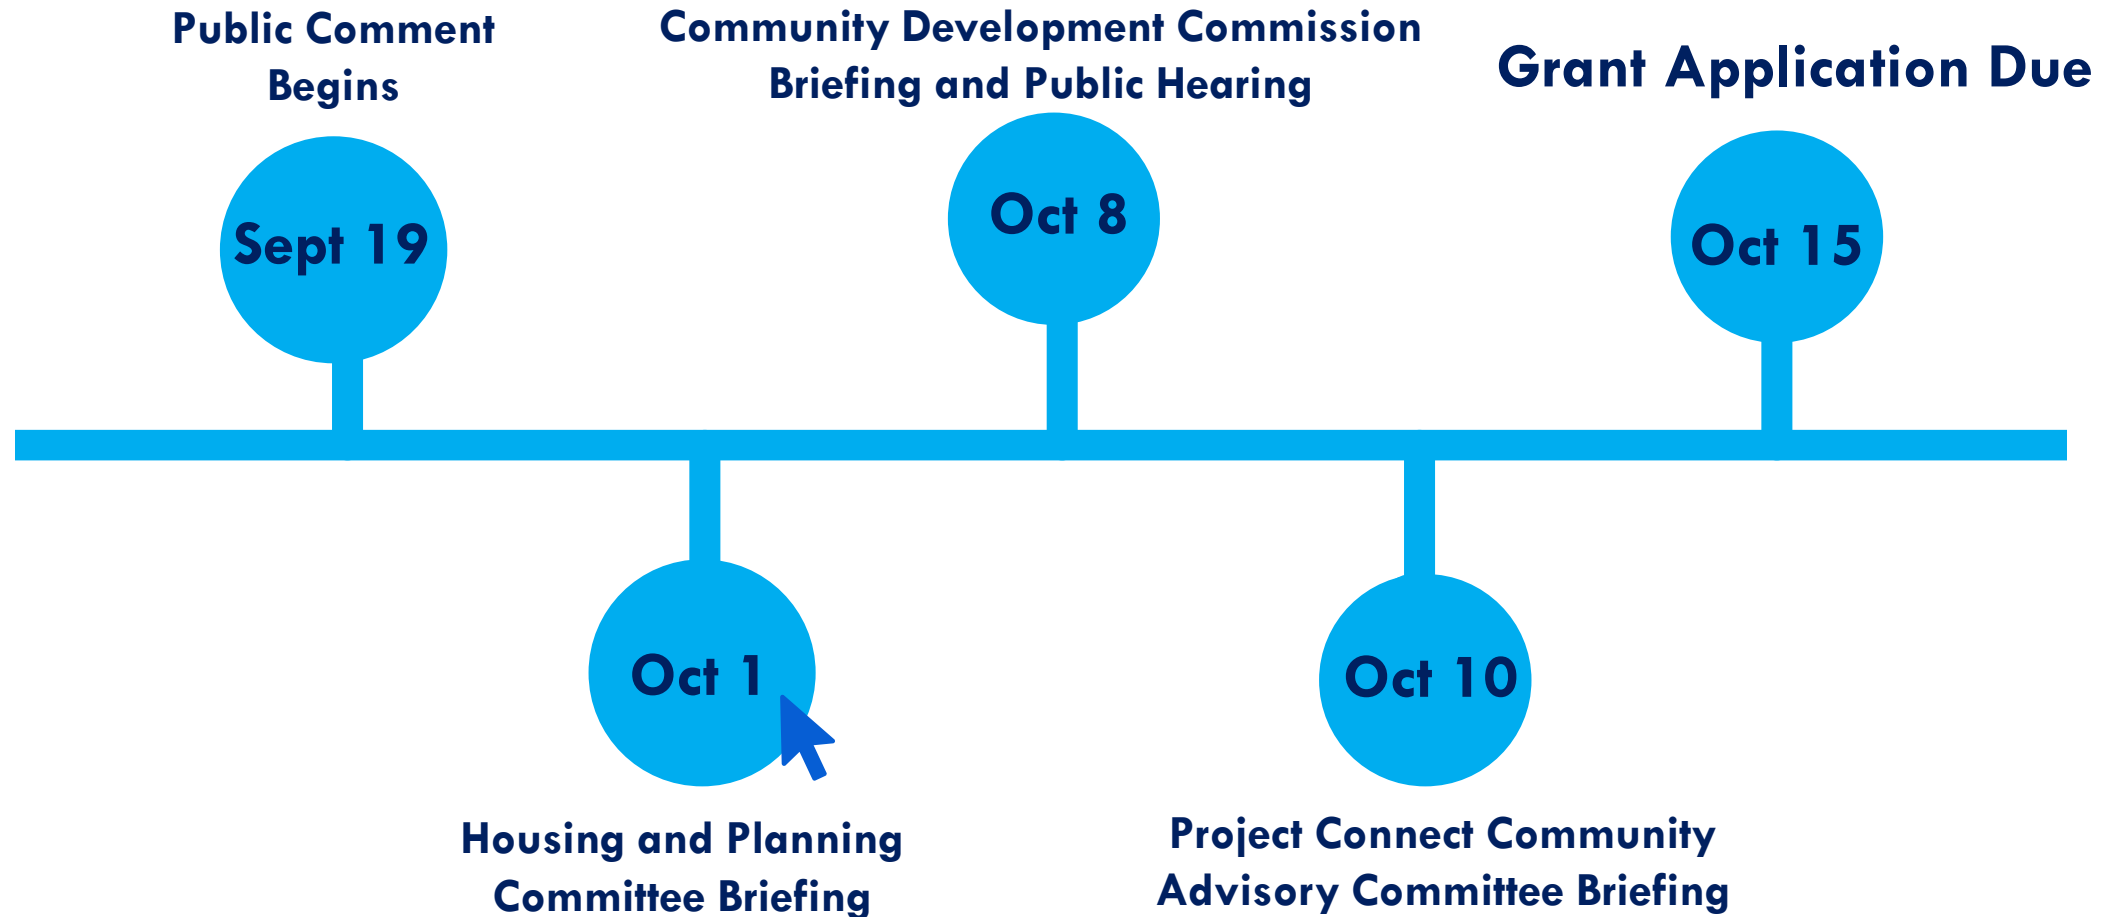 Public Comment
Begins
Sept 19
Oct 1
Housing and Planning
Committee Briefing
Community Development Commission
Briefing and Public Hearing
Oct 8
Oct 10
Project Connect Community
Advisory Committee Briefing
Grant Application Due
Oct 15